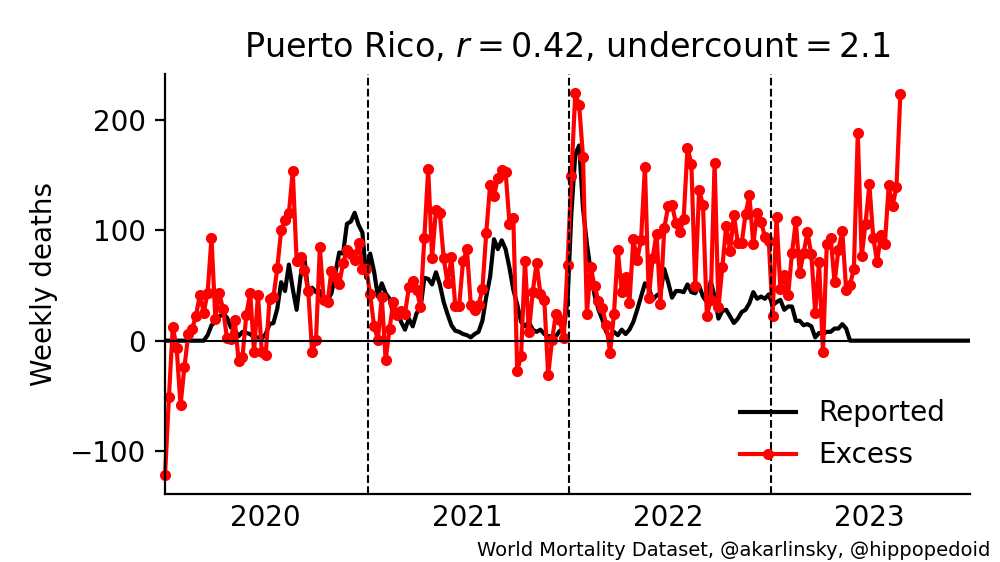 Puerto Rico, r = 0.42, undercount = 2.1
Weekly deaths
200
100
0
−100
Reported
Excess
2020 2021 2022 2023
World Mortality Dataset, @akarlinsky, @hippopedoid